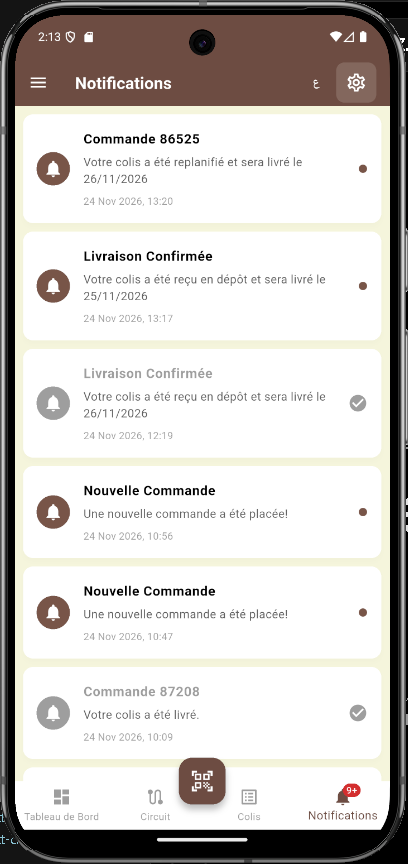 2:13
Notifications
ع
Commande 86525
Votre colis a été replanifié et sera livré le
26/11/2026
24 Nov 2026, 13:20
Livraison Confirmée
Votre colis a été reçu en dépôt et sera livré le
25/11/2026
24 Nov 2026, 13:17
Livraison Confirmée
Votre colis a été reçu en dépôt et sera livré le
26/11/2026
24 Nov 2026, 12:19
Nouvelle Commande
Une nouvelle commande a été placée!
24 Nov 2026, 10:56
Nouvelle Commande
Une nouvelle commande a été placée!
24 Nov 2026, 10:47
Commande 87208
Votre colis a été livré.
24 Nov 2026, 10:09
9+
Tableau de Bord
Circuit
Colis
Notifications